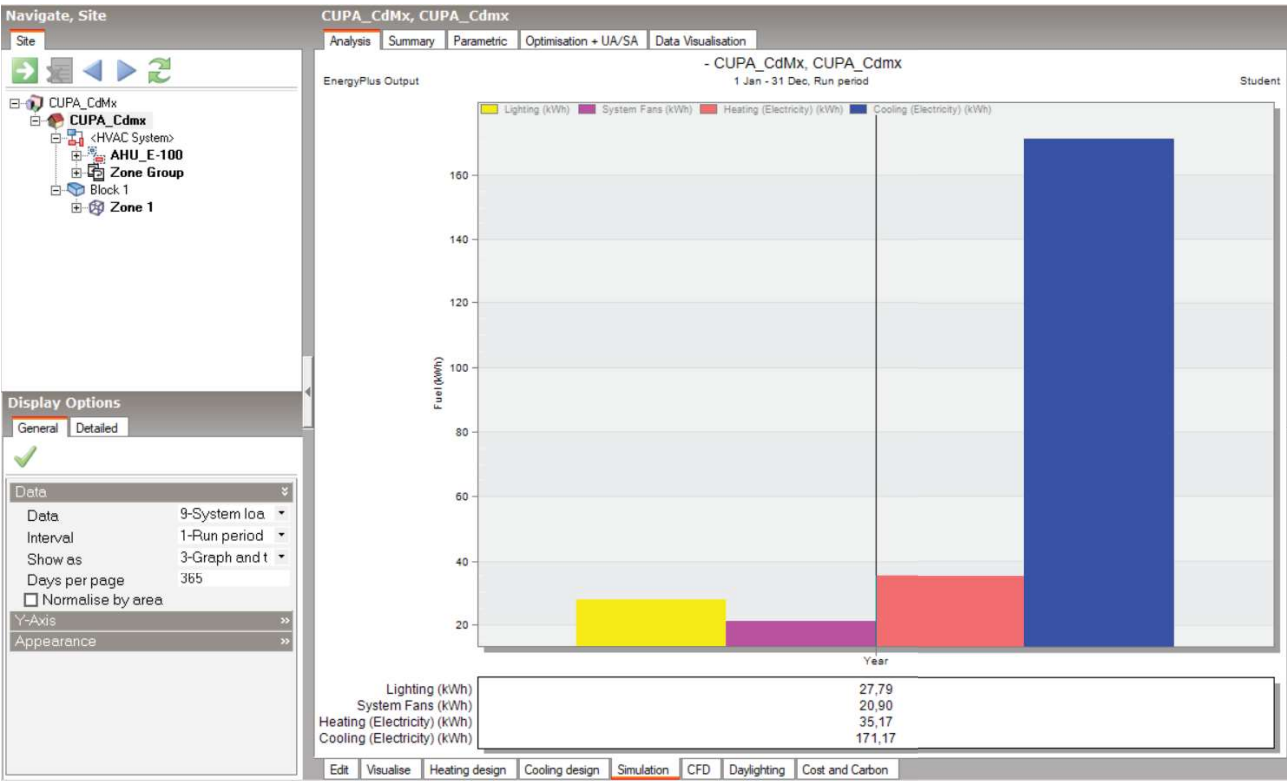 Navigate, Site
Site
CUPA_CdMx
CUPA_Cdmx
<HVAC System>
AHU_E-100
Zone Group
Block 1
Zone 1
Display Options
General Detailed
Data
Data 9-System loa
Interval 1-Run period
Show as 3-Graph and t
Days per page 365
Normalise by area
Y-Axis
Appearance
CUPA_CdMx, CUPA_Cdmx
Analysis Summary Parametric Optimisation + UA/SA Data Visualisation
- CUPA_CdMx, CUPA_Cdmx
EnergyPlus Output 1 Jan - 31 Dec, Run period Student
Lighting (kWh) System Fans (kWh) Heating (Electricity) (kWh) Cooling (Electricity) (kWh)
160
140
120
100
80
60
40
20
Fuel (kWh)
Year
Lighting (kWh) 27,79
System Fans (kWh) 20,90
Heating (Electricity) (kWh) 35,17
Cooling (Electricity) (kWh) 171,17
Edit Visualise Heating design Cooling design Simulation CFD Daylighting Cost and Carbon